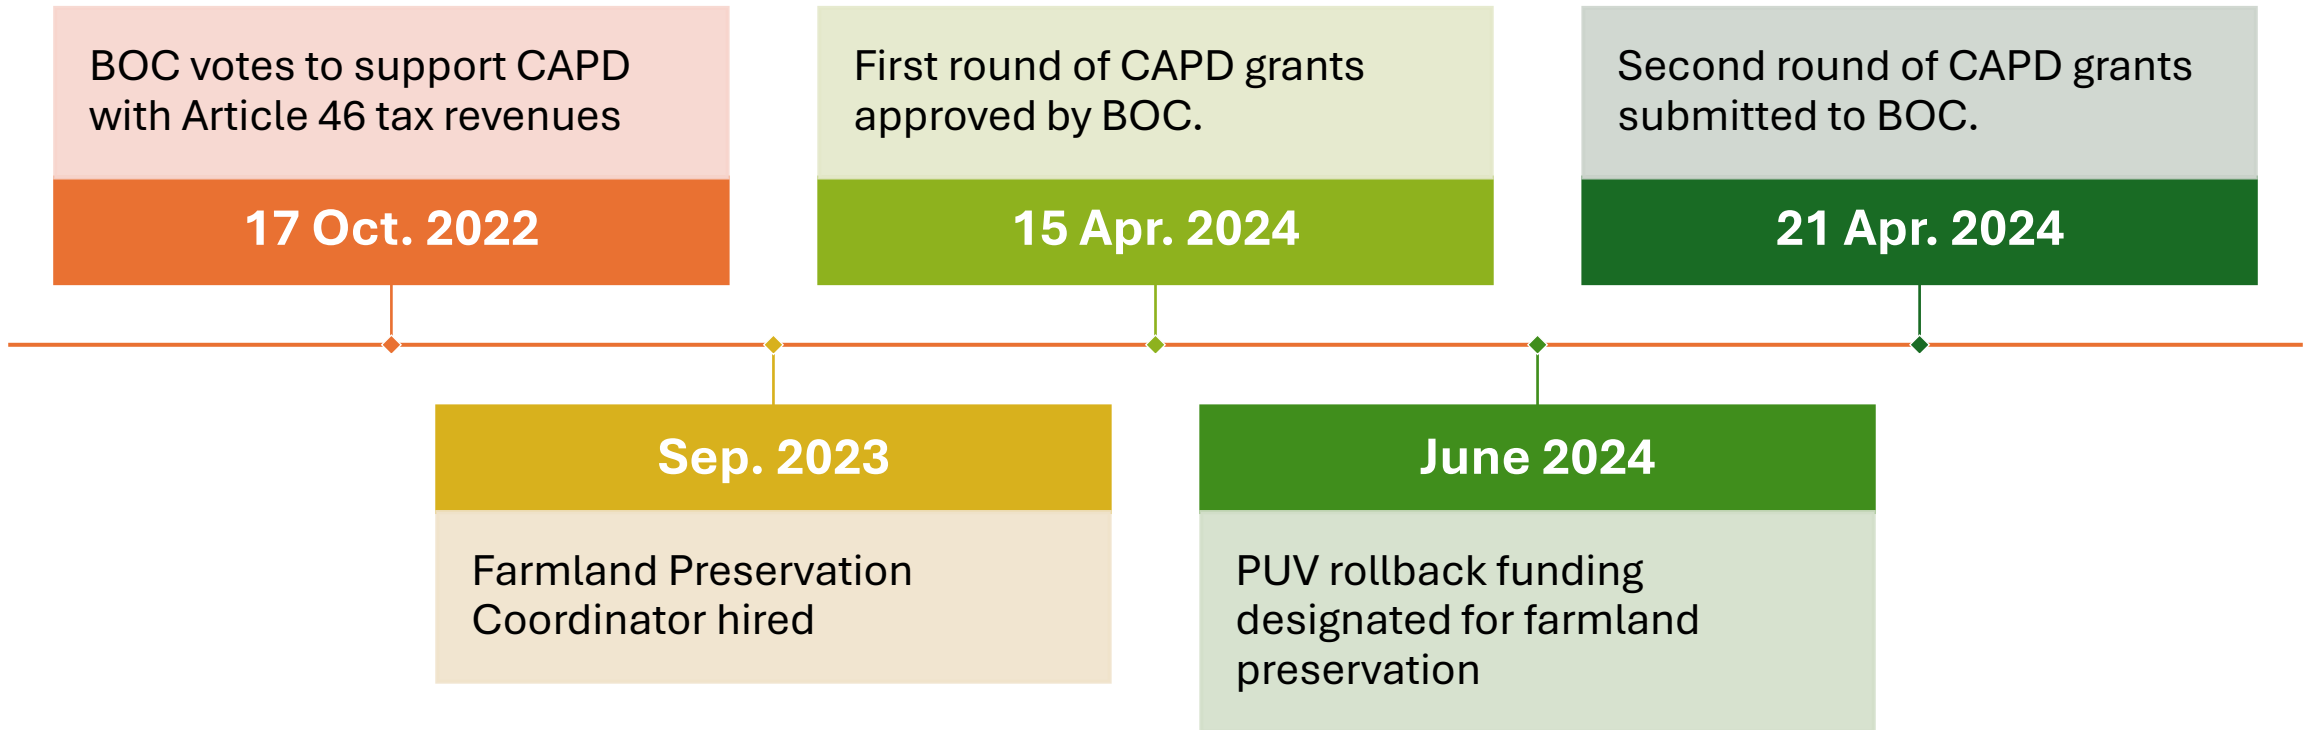 BOC votes to support CAPD
with Article 46 tax revenues
17 Oct. 2022
Sep. 2023
Farmland Preservation
Coordinator hired
First round of CAPD grants
approved by BOC.
15 Apr. 2024
June 2024
PUV rollback funding
designated for farmland
preservation
Second round of CAPD grants
submitted to BOC.
21 Apr. 2024